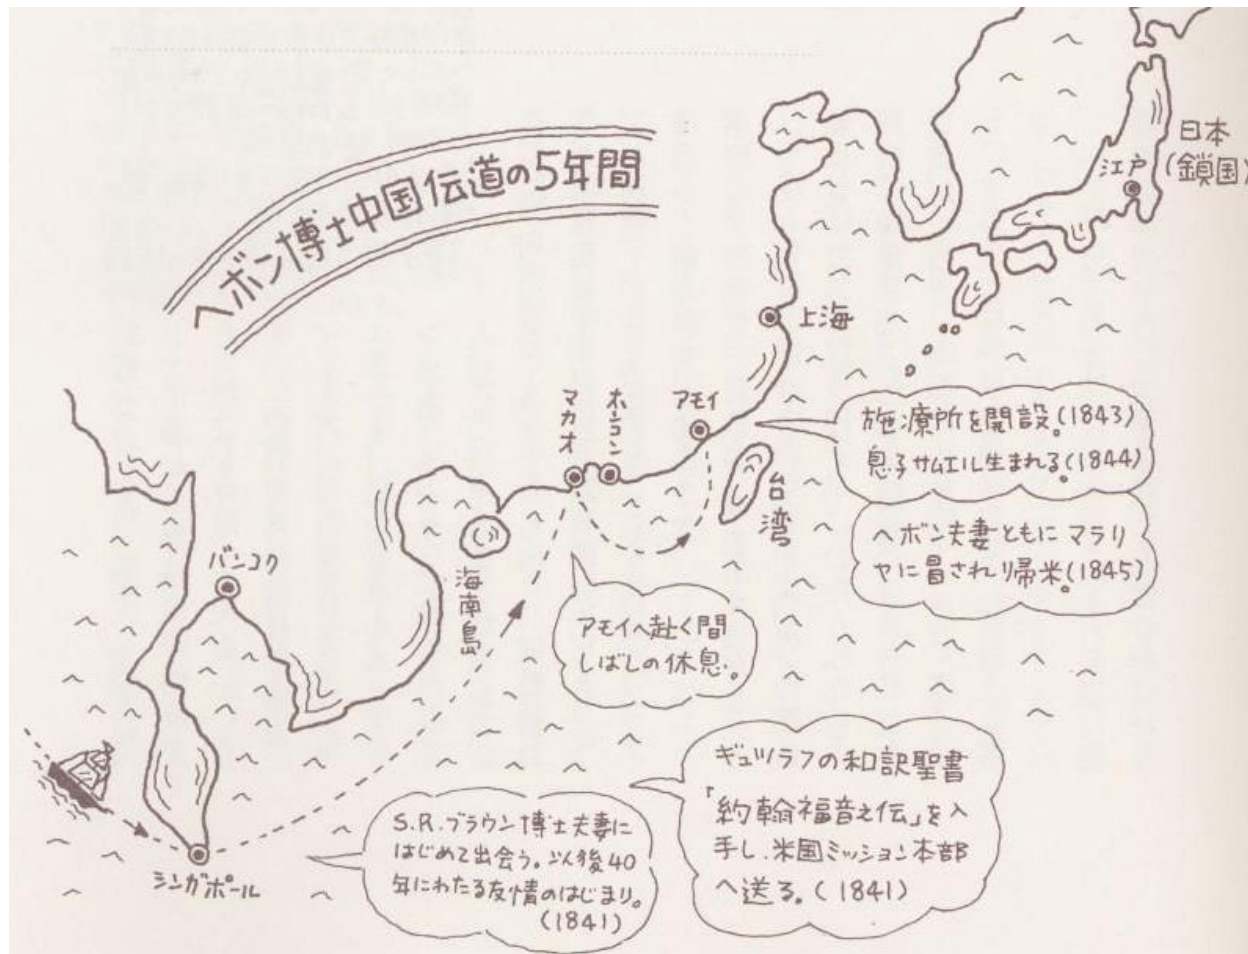 ヘボン博士中国伝道の5年間
日本
(鎖国)
江戸
上海
アモイ
ホンコン
マカオ
台湾
海南島
バンコク
シンガポール
施療所を開設。(1843)
息子サムエル生まれる。(1844)
ヘボン夫妻ともにマラリ
ヤに冒され帰米。(1845)
アモイへ赴く間
しばしの休息。
ギュツラフの和訳聖書
「約翰福音之伝」を入
手し、米国ミッション本部
へ送る。(1841)
S.R.ブラウン博士夫妻に
はじめて出会う。以後40
年にわたる友情のはじまり。
(1841)